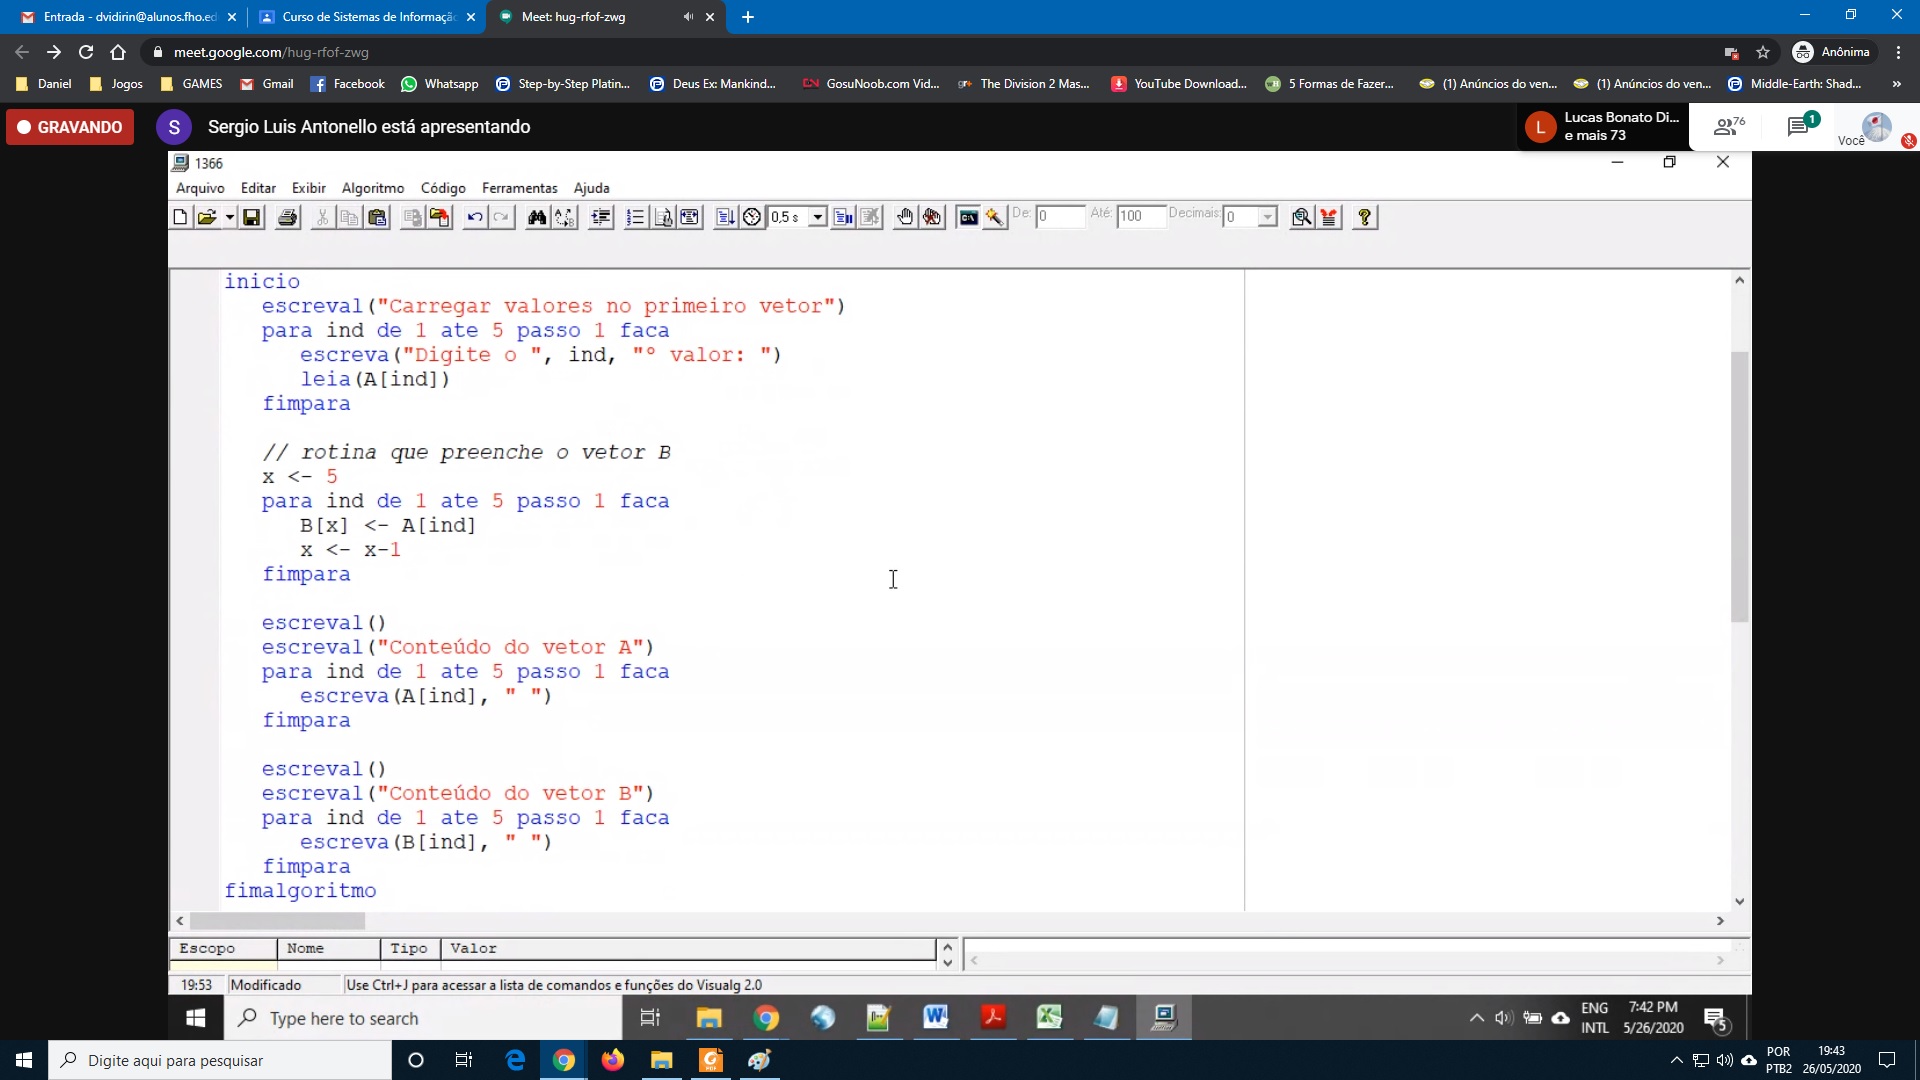 Entrada - dvidirin@alunos.fho.ed
Curso de Sistemas de Informação
Meet: hug-rfof-zwg
meet.google.com/hug-rfof-zwg
Anônima
Daniel
Jogos
GAMES
Gmail
Facebook
Whatsapp
Step-by-Step Platin...
Deus Ex: Mankind...
GosuNoob.com Vid...
The Division 2 Mas...
YouTube Download...
5 Formas de Fazer...
(1) Anúncios do ven...
(1) Anúncios do ven...
Middle-Earth: Shad...
»
GRAVANDO
S
Sergio Luis Antonello está apresentando
L
Lucas Bonato Di...
e mais 73
76
1
Você
1366
Arquivo Editar Exibir Algoritmo Código Ferramentas Ajuda
0,5 s
De: 0
Até: 100
Decimais: 0
inicio
escreval("Carregar valores no primeiro vetor")
para ind de 1 ate 5 passo 1 faca
escreva("Digite o ", ind, "° valor: ")
leia(A[ind])
fimpara
// rotina que preenche o vetor B
x <- 5
para ind de 1 ate 5 passo 1 faca
B[x] <- A[ind]
x <- x-1
fimpara
escreval()
escreval("Conteúdo do vetor A")
para ind de 1 ate 5 passo 1 faca
escreva(A[ind], " ")
fimpara
escreval()
escreval("Conteúdo do vetor B")
para ind de 1 ate 5 passo 1 faca
escreva(B[ind], " ")
fimpara
fimalgoritmo
Escopo Nome Tipo Valor
19:53 Modificado Use Ctrl+J para acessar a lista de comandos e funções do Visualg 2.0
Type here to search
ENG
INTL
7:42 PM
5/26/2020
5
Digite aqui para pesquisar
POR
PTB2
19:43
26/05/2020